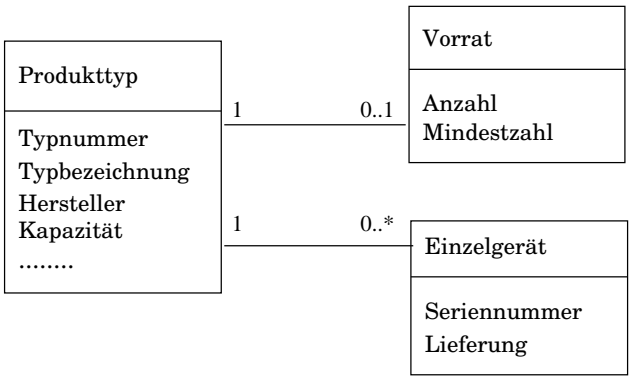 Produkttyp
Typnummer
Typbezeichnung
Hersteller
Kapazität
........
1
0..1
1
0..*
Vorrat
Anzahl
Mindestzahl
Einzelgerät
Seriennummer
Lieferung